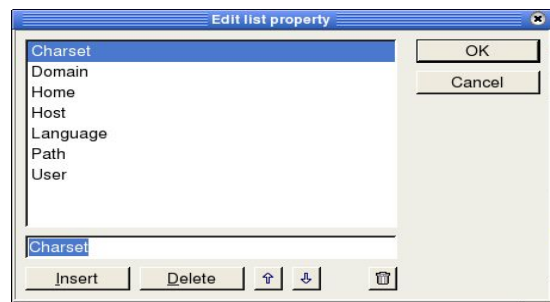 Edit list property
Charset
Domain
Home
Host
Language
Path
User
Charset
Insert
Delete
OK
Cancel